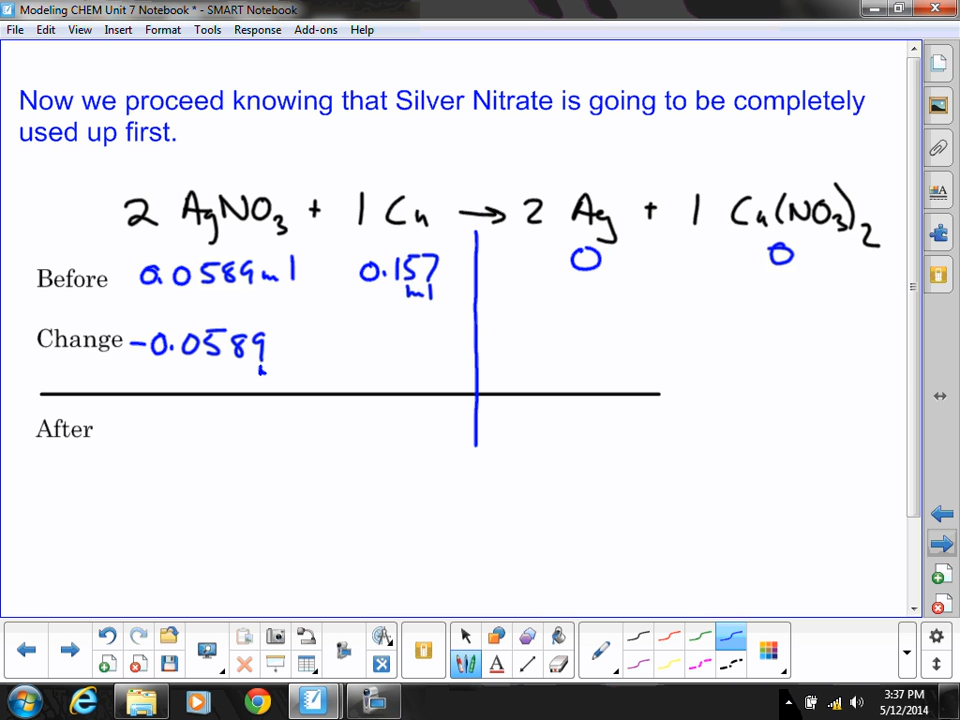 Modeling CHEM Unit 7 Notebook * - SMART Notebook
File Edit View Insert Format Tools Response Add-ons Help
Now we proceed knowing that Silver Nitrate is going to be completely
used up first.
2 AgNO3 + 1 Cu → 2 Ag + 1 Cu(NO3)2
Before 0.0589 ml 0.157 ml 0 0
Change -0.0589
After
3:37 PM
5/12/2014